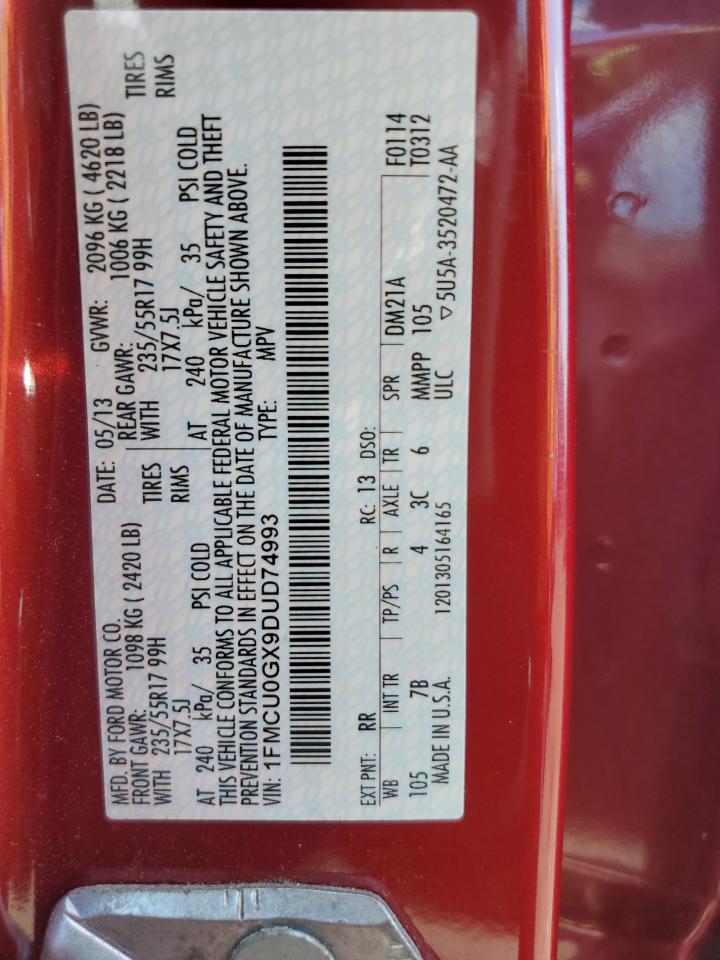 MFD. BY FORD MOTOR CO. DATE: 05/13 GVWR: 2096 KG ( 4620 LB)
FRONT GAWR: 1098 KG ( 2420 LB) REAR GAWR: 1006 KG ( 2218 LB)
WITH 235/55R17 99H TIRES WITH 235/55R17 99H TIRES
17X7.5J RIMS 17X7.5J RIMS
AT 240 kPa/ 35 PSI COLD AT 240 kPa/ 35 PSI COLD
THIS VEHICLE CONFORMS TO ALL APPLICABLE FEDERAL MOTOR VEHICLE SAFETY AND THEFT
PREVENTION STANDARDS IN EFFECT ON THE DATE OF MANUFACTURE SHOWN ABOVE.
VIN: 1FMCU0GX9DUD74993 TYPE: MPV
EXT PNT: RR RC: 13 DSO: F0114
WB INT TR TP/PS R AXLE TR SPR DM21A T0312
105 7B 4 3C 6 MMPP 105
MADE IN U.S.A. 1201305164165 ULC ▽5U5A-3520472-AA